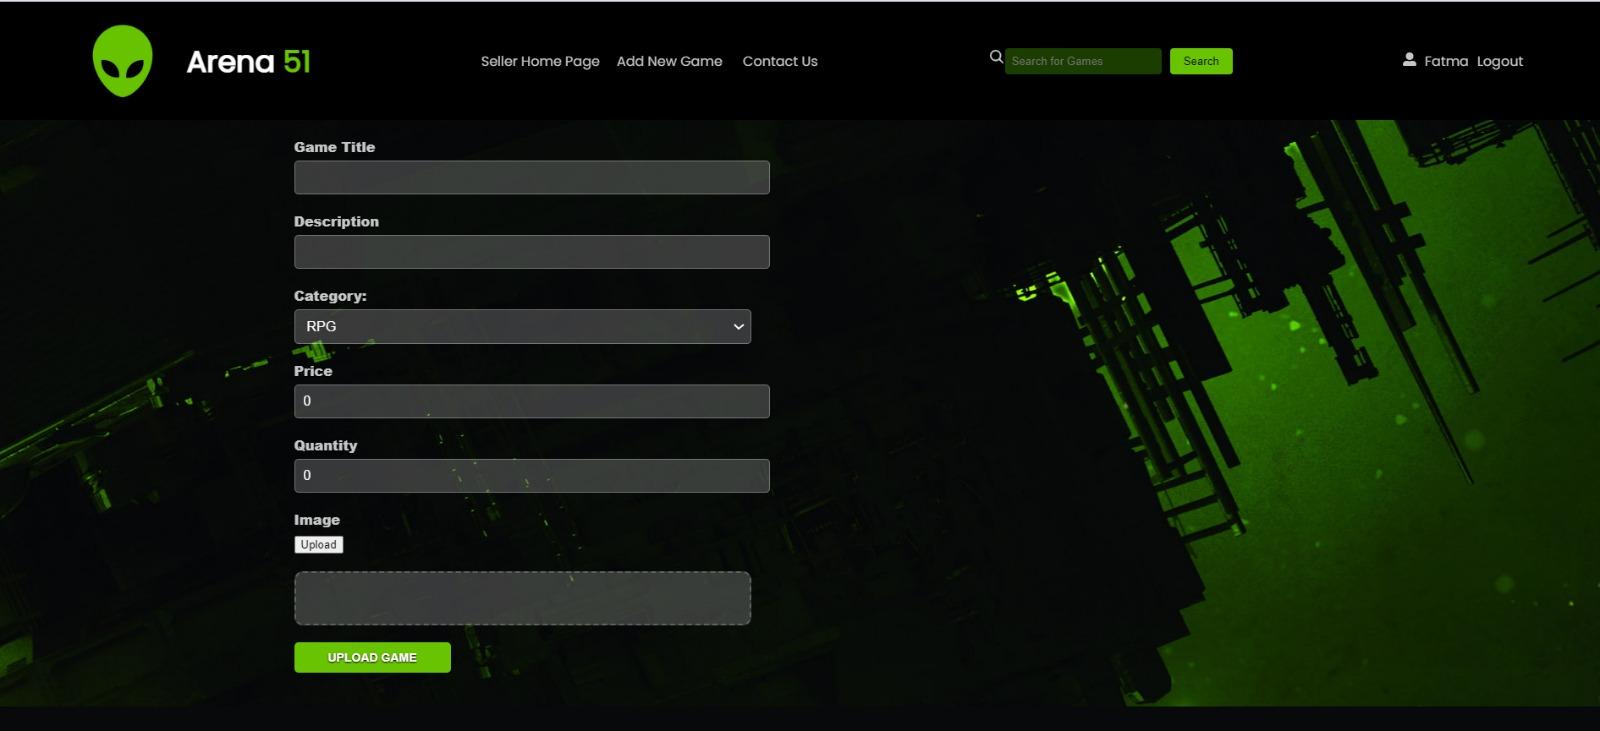 Arena 51
Seller Home Page Add New Game Contact Us
Search for Games
Search
Fatma Logout
Game Title
Description
Category:
RPG
Price
0
Quantity
0
Image
Upload
UPLOAD GAME